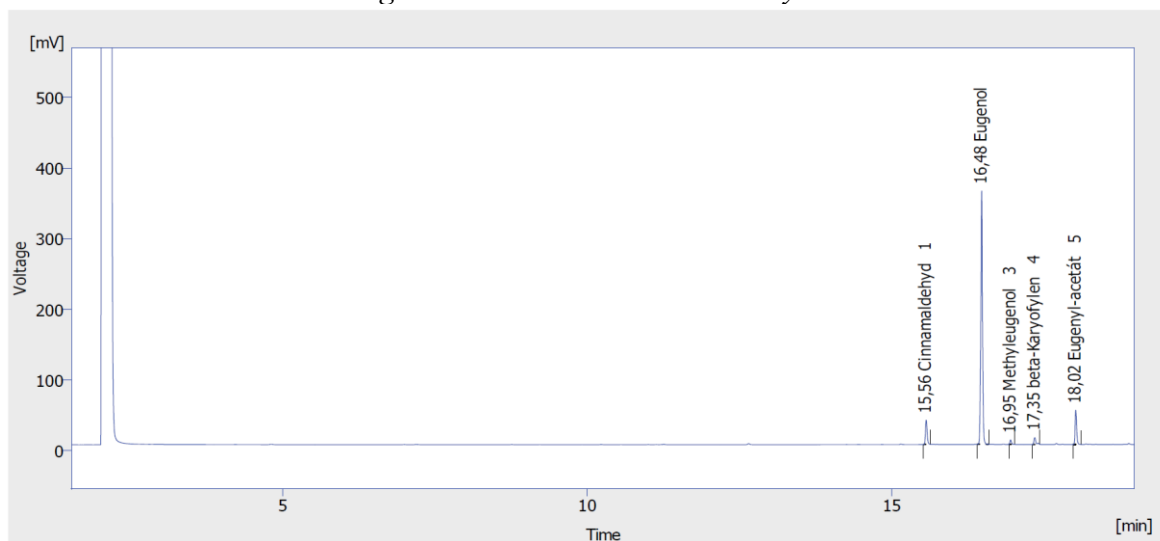 [mV]
500
400
300
200
100
0
Voltage
15,56 Cinnamaldehyd 1
16,48 Eugenol
16,95 Methyleugenol 3
17,35 beta-Karyofylen 4
18,02 Eugenyl-acetát 5
5
10
15
Time
[min]